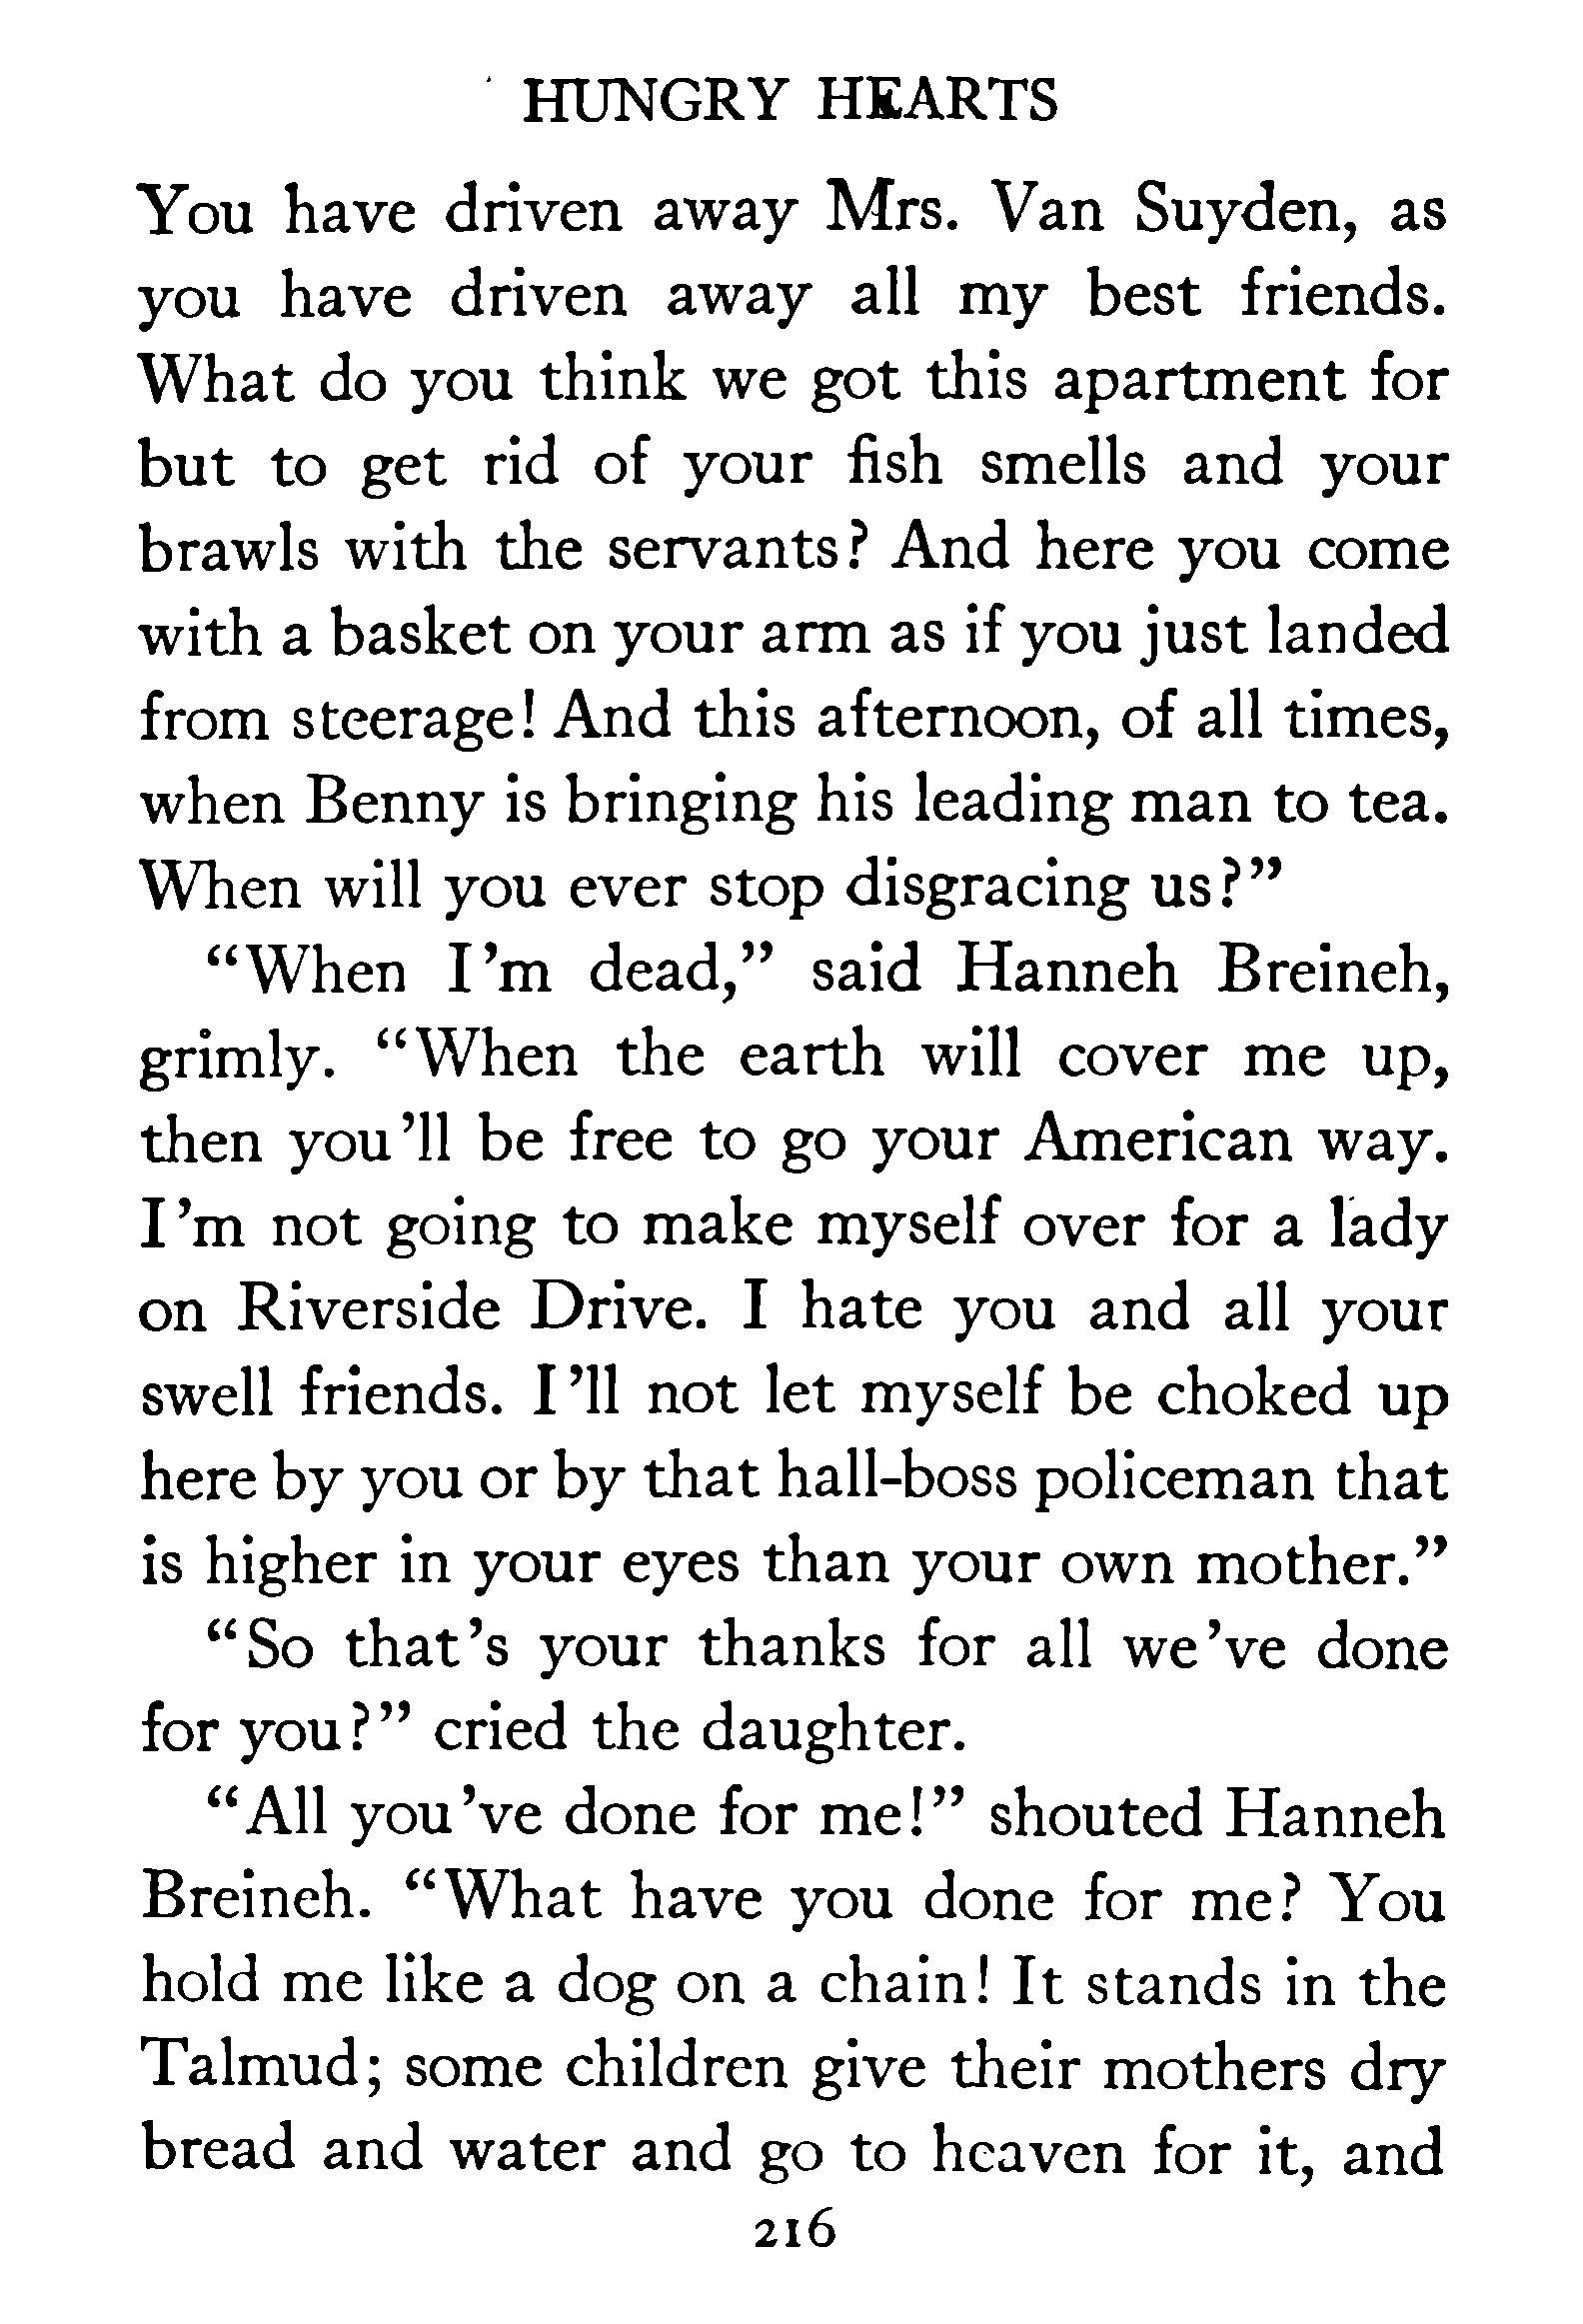 HUNGRY HEARTS
You have driven away Mrs. Van Suyden, as
you have driven away all my best friends.
What do you think we got this apartment for
but to get rid of your fish smells and your
brawls with the servants? And here you come
with a basket on your arm as if you just landed
from steerage! And this afternoon, of all times,
when Benny is bringing his leading man to tea.
When will you ever stop disgracing us?”
“When I’m dead,” said Hanneh Breineh,
grimly. “When the earth will cover me up,
then you’ll be free to go your American way.
I’m not going to make myself over for a lady
on Riverside Drive. I hate you and all your
swell friends. I’ll not let myself be choked up
here by you or by that hall-boss policeman that
is higher in your eyes than your own mother.”
“So that’s your thanks for all we’ve done
for you?” cried the daughter.
“All you’ve done for me!” shouted Hanneh
Breineh. “What have you done for me? You
hold me like a dog on a chain! It stands in the
Talmud; some children give their mothers dry
bread and water and go to heaven for it, and
216